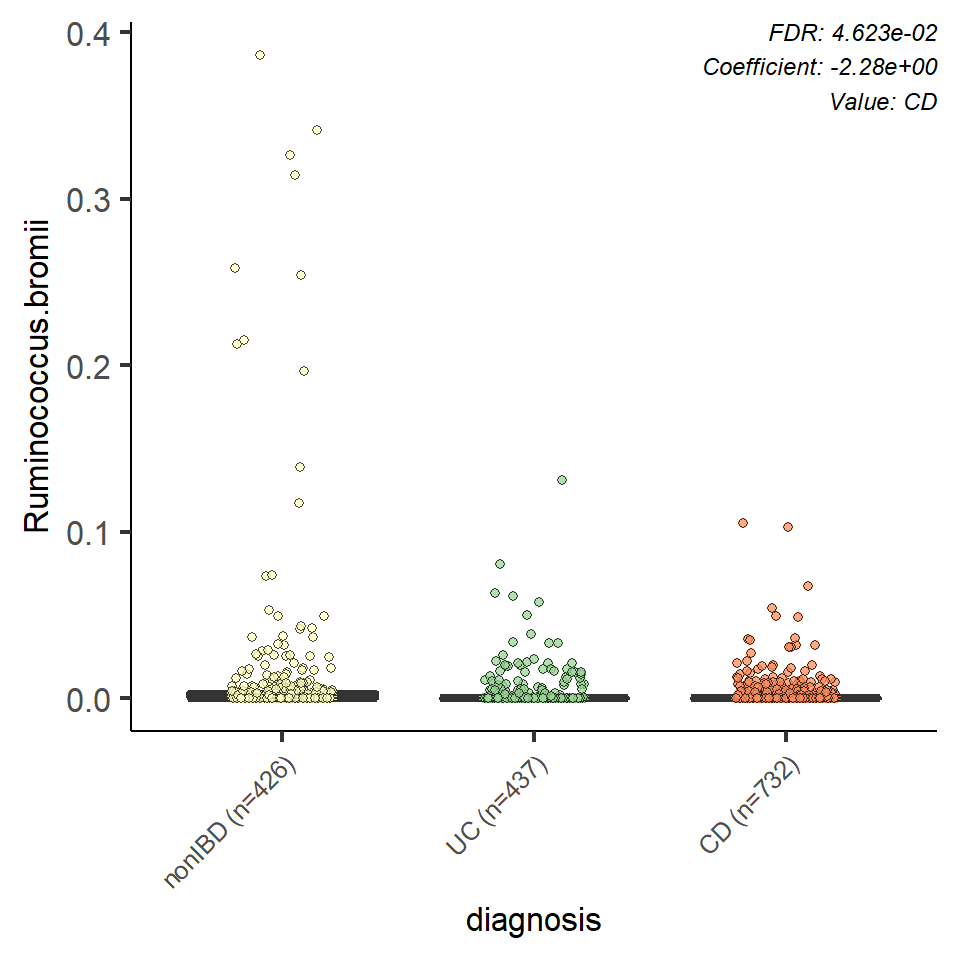 FDR: 4.623e-02
Coefficient: -2.28e+00
Value: CD
Ruminococcus.bromii
0.4
0.3
0.2
0.1
0.0
nonIBD (n=426)
UC (n=437)
CD (n=732)
diagnosis